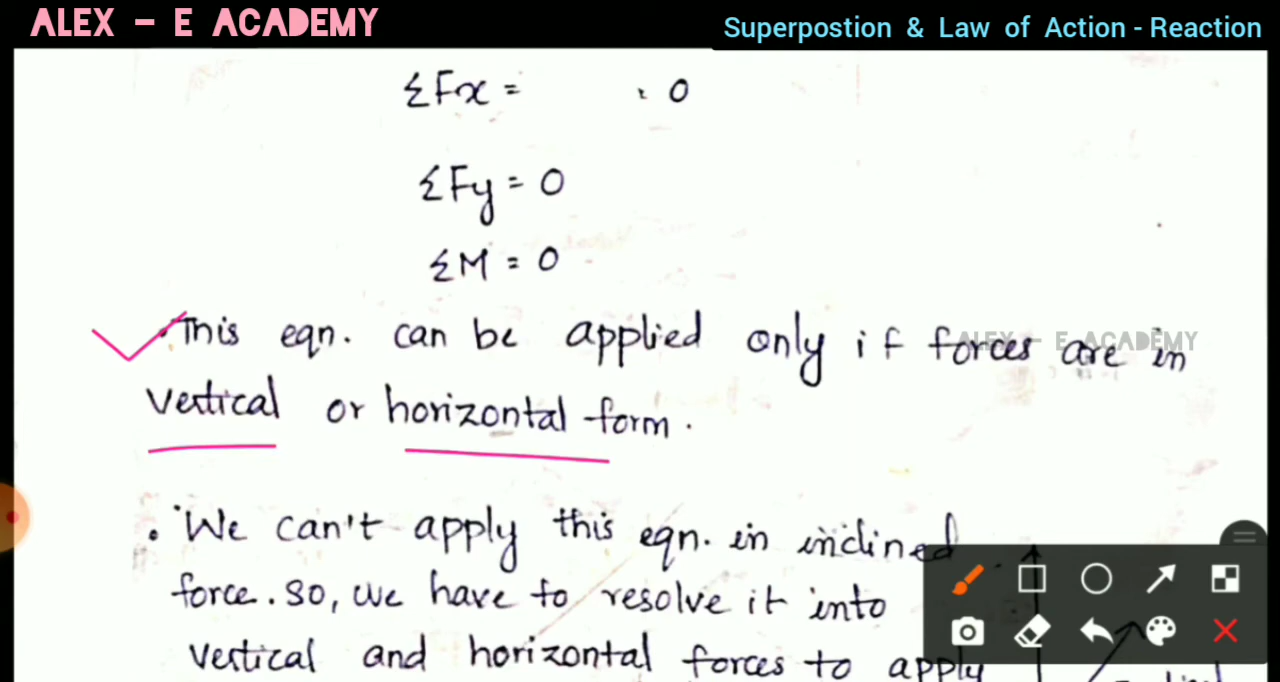 ALEX - E ACADEMY
Superpostion & Law of Action - Reaction
ΣFx = 0
ΣFy = 0
ΣM = 0
• This eqn. can be applied only if forces are in
ALEX - E ACADEMY
vertical or horizontal form.
• We can't apply this eqn. in inclined
force. So, we have to resolve it into
vertical and horizontal forces to apply